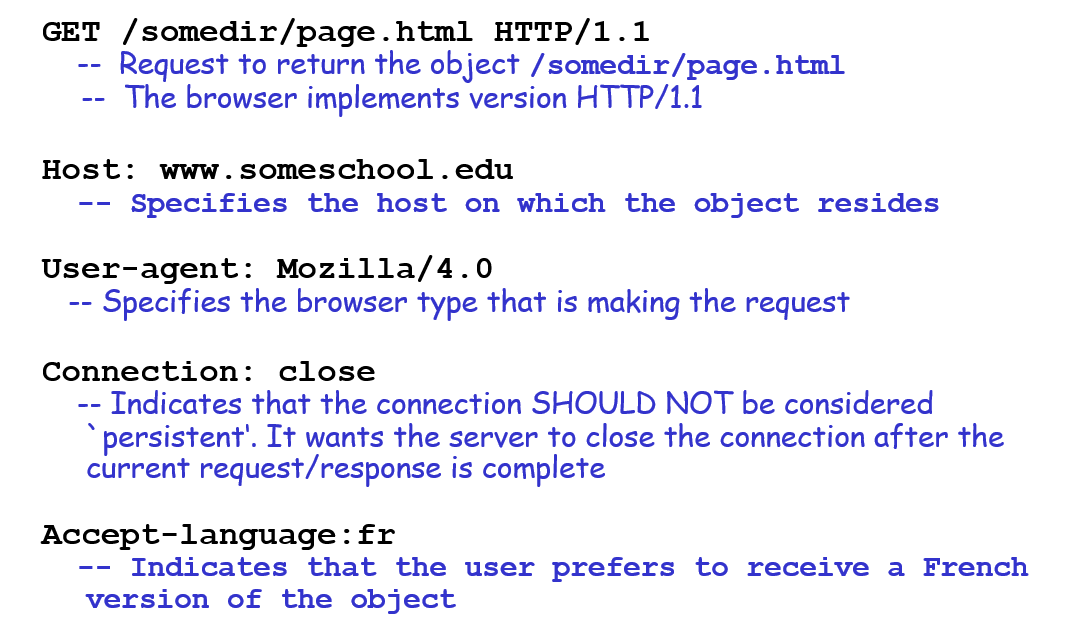 GET /somedir/page.html HTTP/1.1
-- Request to return the object /somedir/page.html
-- The browser implements version HTTP/1.1
Host: www.someschool.edu
-- Specifies the host on which the object resides
User-agent: Mozilla/4.0
-- Specifies the browser type that is making the request
Connection: close
-- Indicates that the connection SHOULD NOT be considered
`persistent'. It wants the server to close the connection after the
current request/response is complete
Accept-language:fr
-- Indicates that the user prefers to receive a French
version of the object